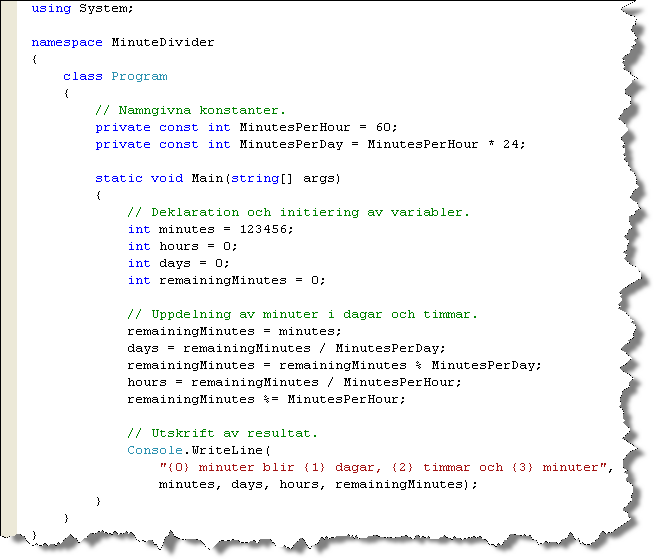 using System;
namespace MinuteDivider
{
class Program
{
// Namngivna konstanter.
private const int MinutesPerHour = 60;
private const int MinutesPerDay = MinutesPerHour * 24;
static void Main(string[] args)
{
// Deklaration och initiering av variabler.
int minutes = 123456;
int hours = 0;
int days = 0;
int remainingMinutes = 0;
// Uppdelning av minuter i dagar och timmar.
remainingMinutes = minutes;
days = remainingMinutes / MinutesPerDay;
remainingMinutes = remainingMinutes % MinutesPerDay;
hours = remainingMinutes / MinutesPerHour;
remainingMinutes %= MinutesPerHour;
// Utskrift av resultat.
Console.WriteLine(
"{0} minuter blir {1} dagar, {2} timmar och {3} minuter",
minutes, days, hours, remainingMinutes);
}
}
}